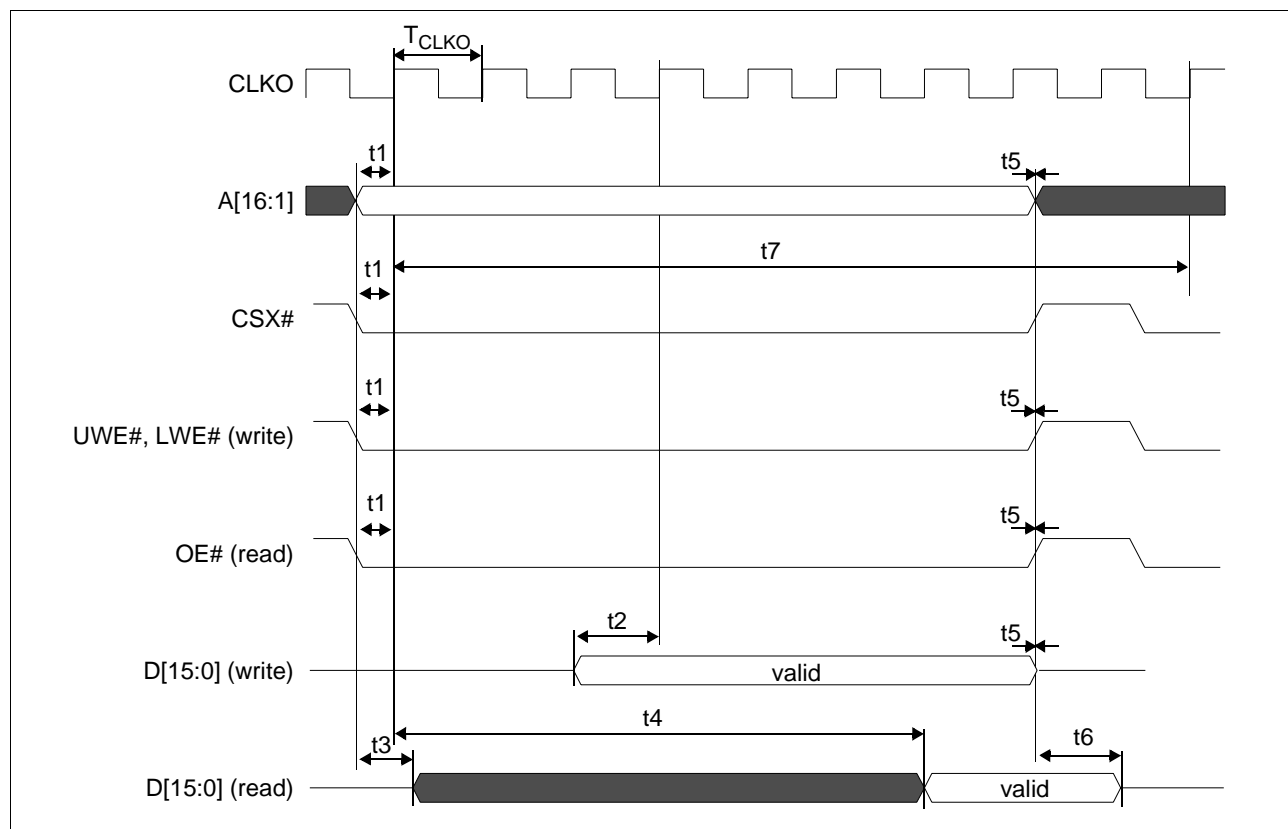 TCLKO
CLKO
t1
t5
A[16:1]
t7
t1
CSX#
t1
t5
UWE#, LWE# (write)
t1
t5
OE# (read)
t2
t5
D[15:0] (write)
valid
t4
t3
t6
D[15:0] (read)
valid